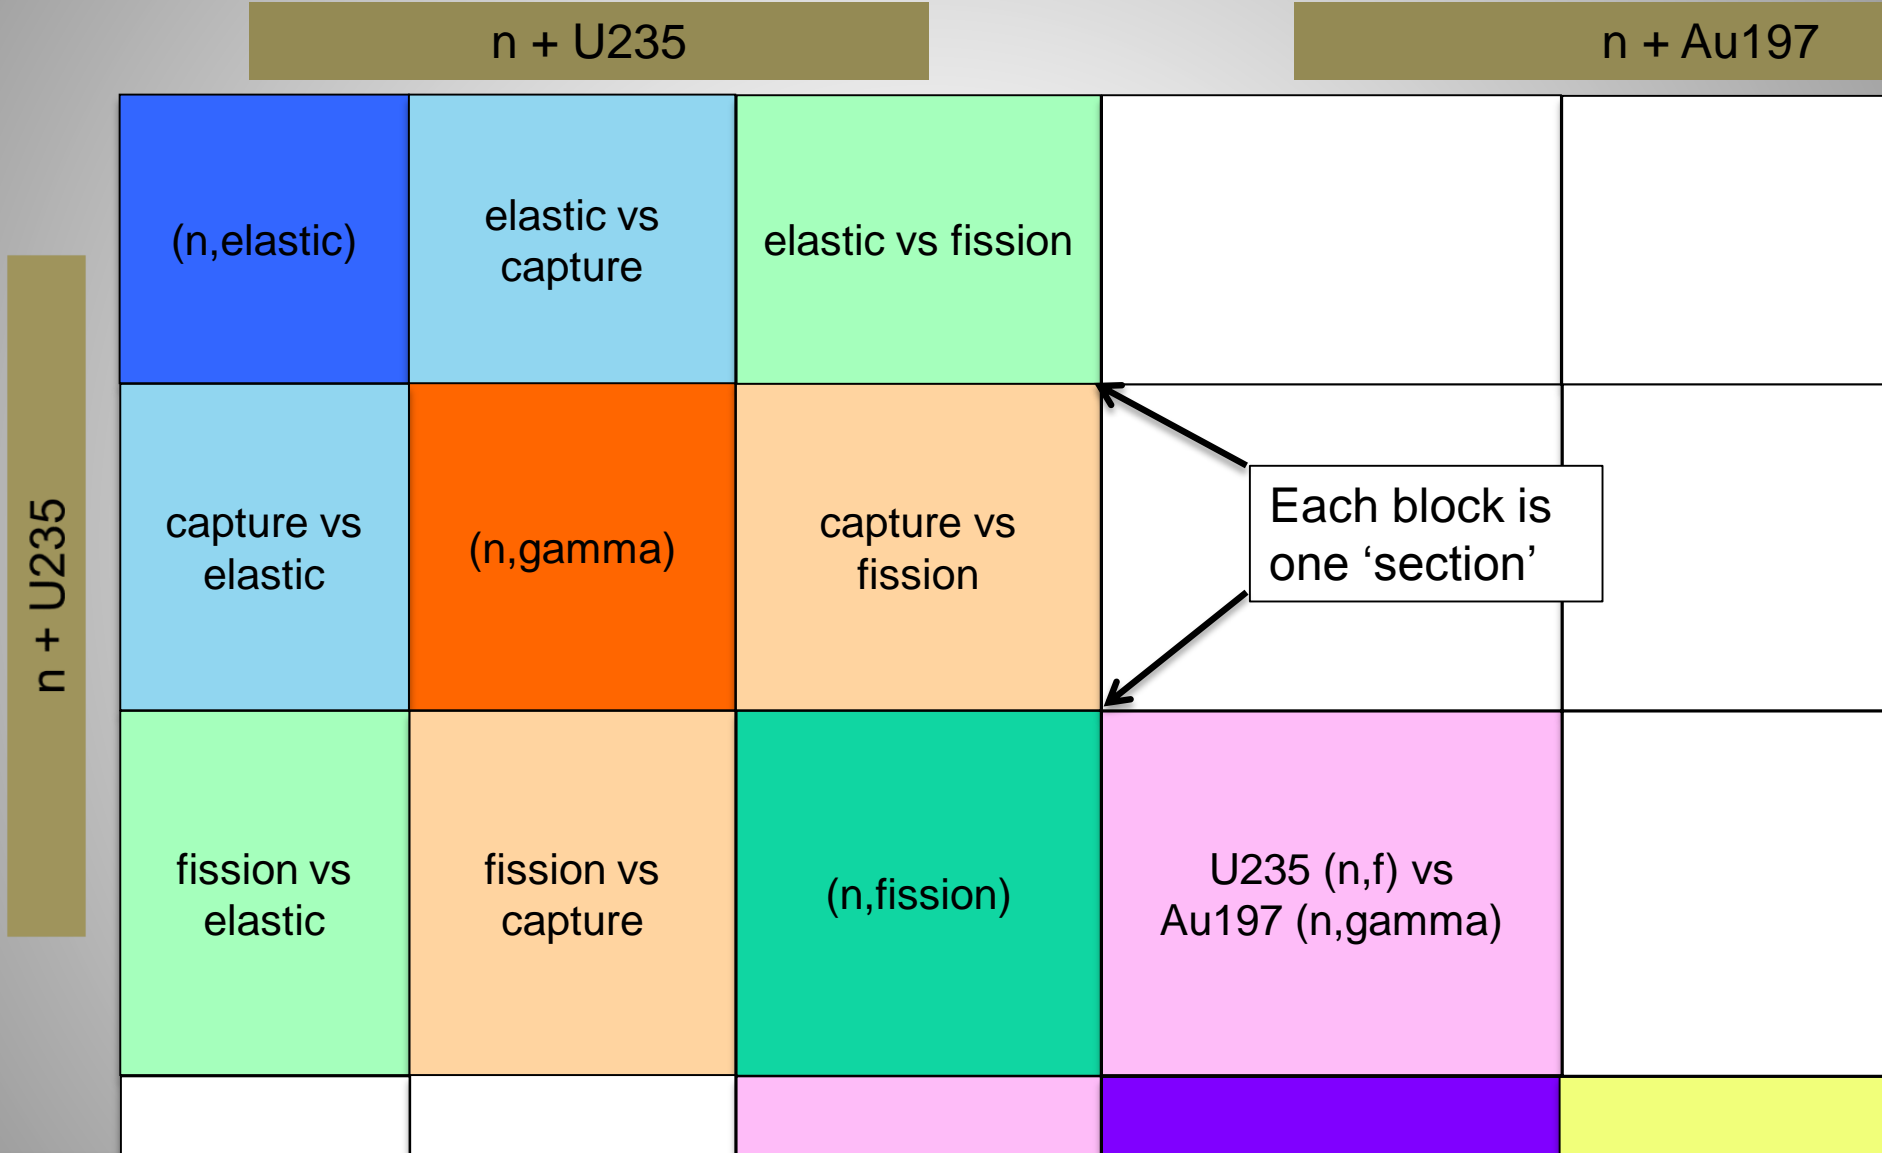 n + U235
n + Au197
n + U235
(n,elastic)
elastic vs
capture
elastic vs fission
capture vs
elastic
(n,gamma)
capture vs
fission
Each block is
one ‘section’
fission vs
elastic
fission vs
capture
(n,fission)
U235 (n,f) vs
Au197 (n,gamma)